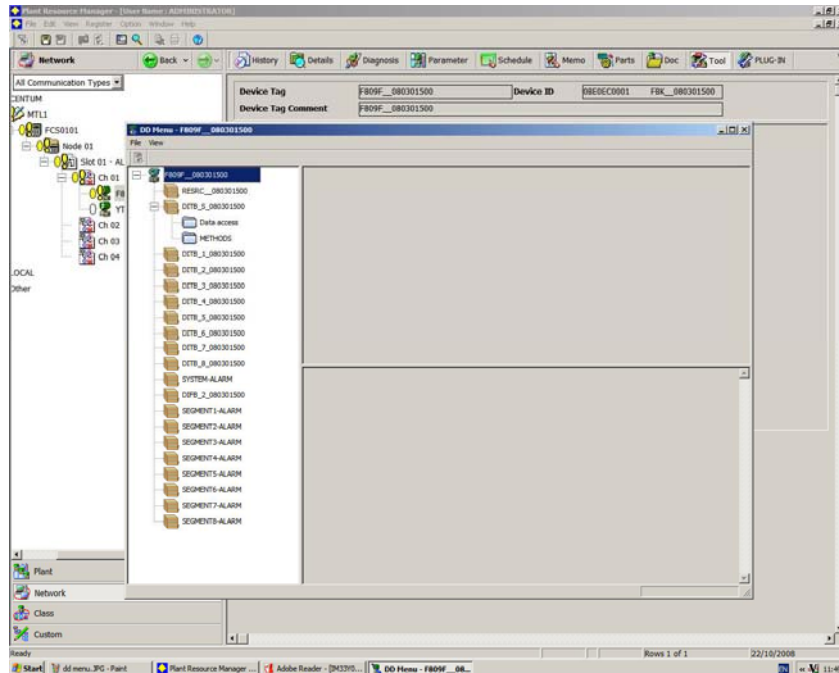 Plant Resource Manager - [User Name : ADMINISTRATOR]
File Edit View Register Option Window Help
Network
Back
History Details Diagnosis Parameter Schedule Memo Parts Doc Tool PLUG-IN
All Communication Types
Device Tag F809F__080301500 Device ID 08E0EC0001 FBK__080301500
Device Tag Comment F809F__080301500
CENTUM
MTL1
FCS0101
Node 01
Slot 01 - AL
Ch 01
F8
YT
Ch 02
Ch 03
Ch 04
LOCAL
Other
DD Menu - F809F__080301500
File View
F809F__080301500
RESRC__080301500
DITB_S_080301500
Data access
METHODS
DITB_1_080301500
DITB_2_080301500
DITB_3_080301500
DITB_4_080301500
DITB_5_080301500
DITB_6_080301500
DITB_7_080301500
DITB_8_080301500
SYSTEM-ALARM
DIFB_2_080301500
SEGMENT1-ALARM
SEGMENT2-ALARM
SEGMENT3-ALARM
SEGMENT4-ALARM
SEGMENT5-ALARM
SEGMENT6-ALARM
SEGMENT7-ALARM
SEGMENT8-ALARM
Plant
Network
Class
Custom
Ready Rows 1 of 1 22/10/2008
Start dd menu.JPG - Paint Plant Resource Manager ... Adobe Reader - [IM33Y0... DD Menu - F809F__08... EN 11:4